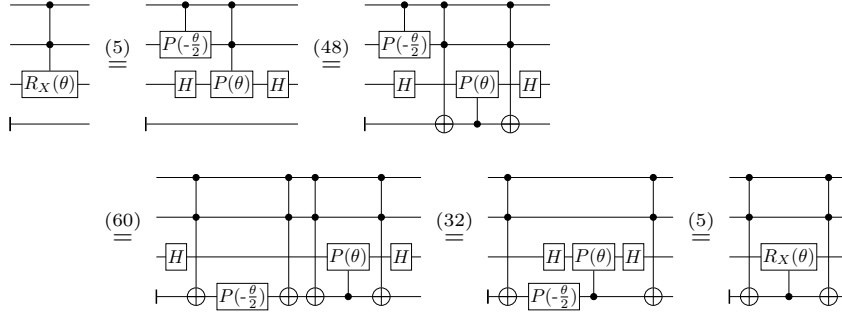 (5) (48)
P(-θ/2) P(-θ/2)
R_X(θ) H P(θ) H H P(θ) H
(60) (32) (5)
H P(θ) H H P(θ) H R_X(θ)
P(-θ/2) P(-θ/2)